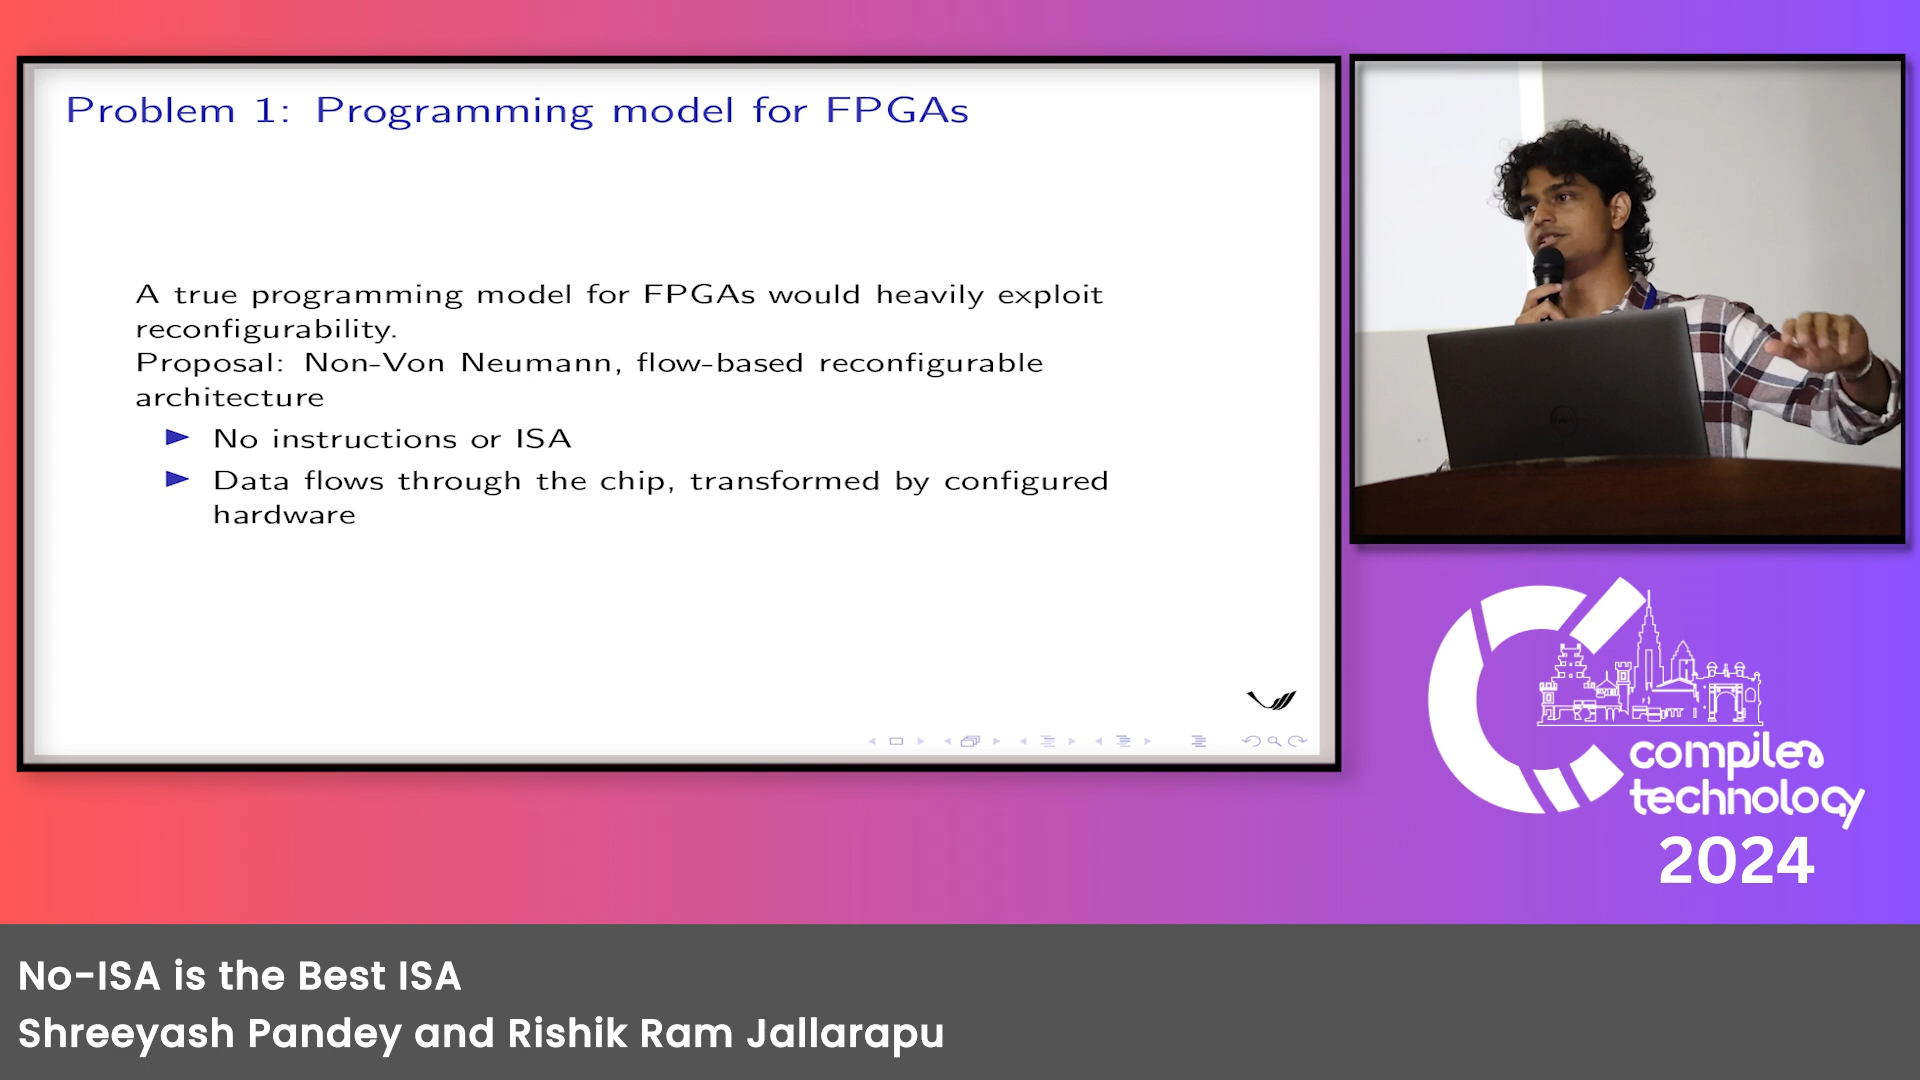 Problem 1: Programming model for FPGAs
A true programming model for FPGAs would heavily exploit
reconfigurability.
Proposal: Non-Von Neumann, flow-based reconfigurable
architecture
No instructions or ISA
Data flows through the chip, transformed by configured
hardware
compiler
technology
2024
No-ISA is the Best ISA
Shreeyash Pandey and Rishik Ram Jallarapu